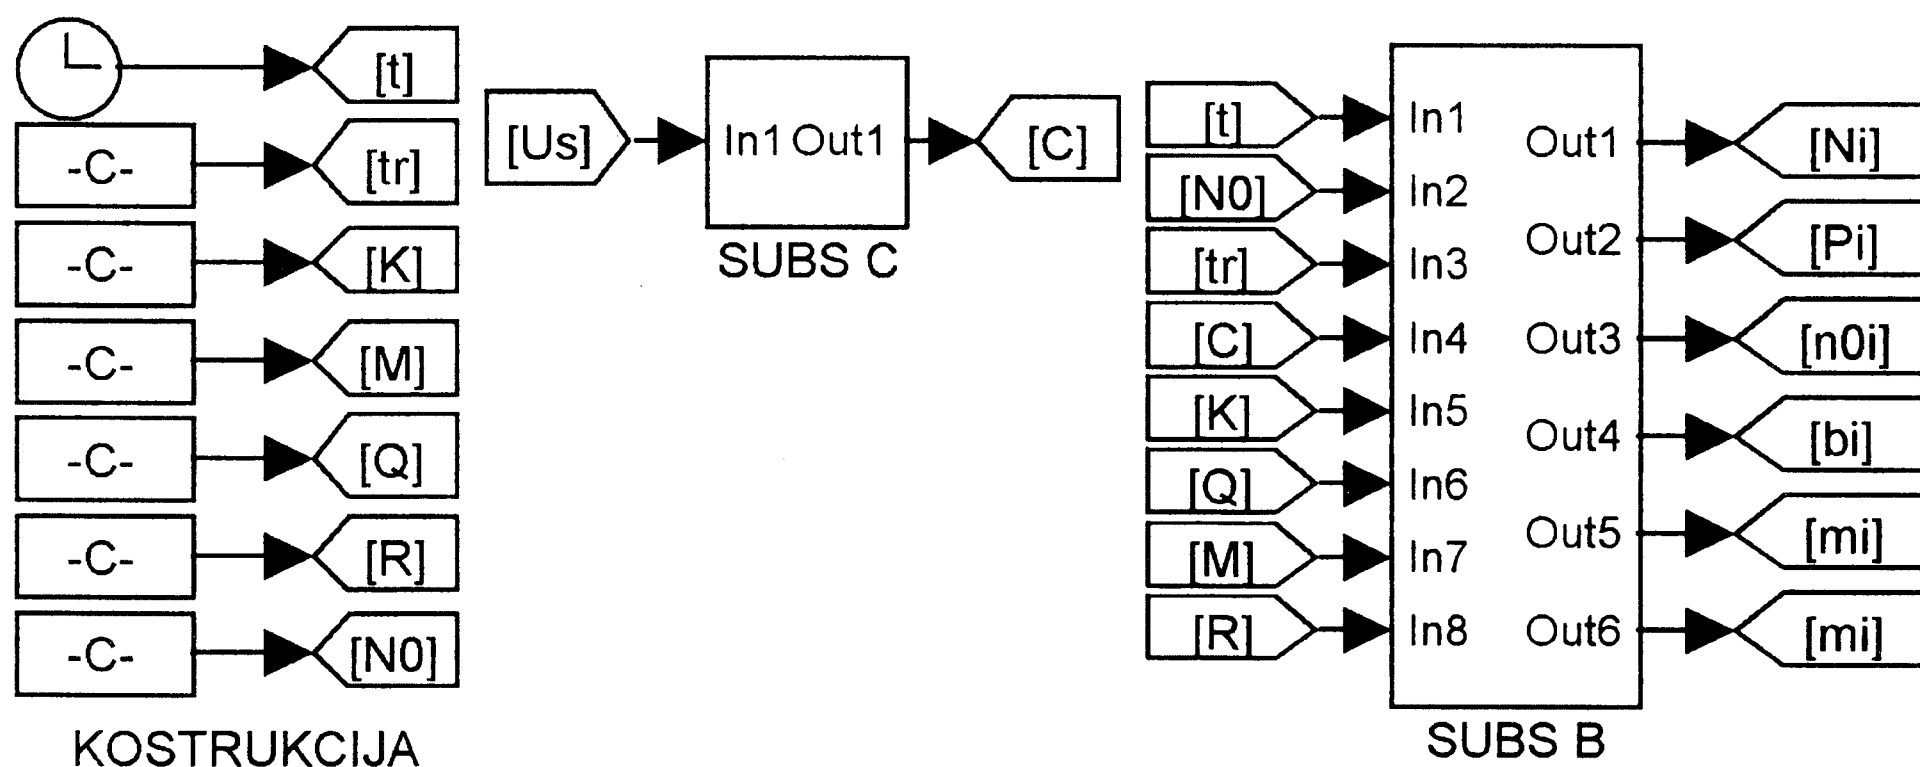 [t]
-C- [tr]
-C- [K]
-C- [M]
-C- [Q]
-C- [R]
-C- [N0]
KOSTRUKCIJA
[Us] In1 Out1 [C]
SUBS C
[t] In1
[N0] In2
[tr] In3
[C] In4
[K] In5
[Q] In6
[M] In7
[R] In8
Out1 [Ni]
Out2 [Pi]
Out3 [n0i]
Out4 [bi]
Out5 [mi]
Out6 [mi]
SUBS B